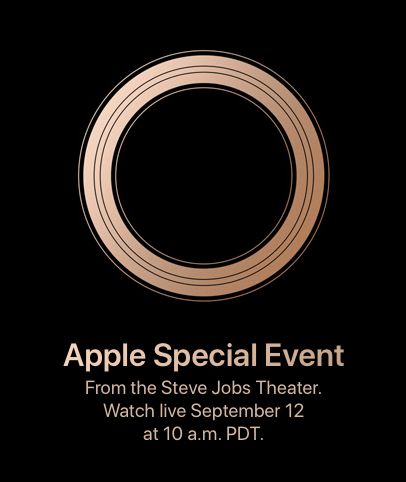 Apple Special Event
From the Steve Jobs Theater.
Watch live September 12
at 10 a.m. PDT.